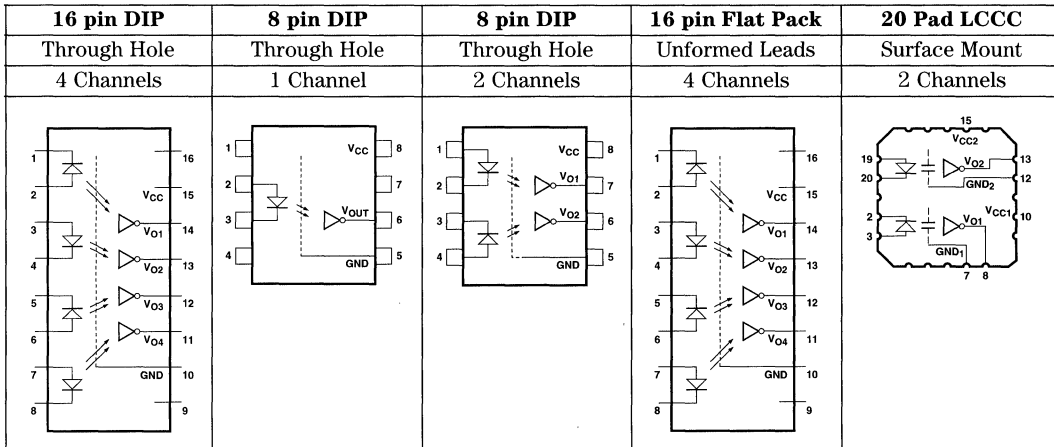 16 pin DIP
8 pin DIP
8 pin DIP
16 pin Flat Pack
20 Pad LCCC
Through Hole
Through Hole
Through Hole
Unformed Leads
Surface Mount
4 Channels
1 Channel
2 Channels
4 Channels
2 Channels
1
16
2
VCC
15
3
VO1
14
4
VO2
13
5
VO3
12
6
VO4
11
7
GND
10
8
9
1
VCC
8
2
7
3
VOUT
6
4
GND
5
1
VCC
8
2
VO1
7
3
VO2
6
4
GND
5
1
16
2
VCC
15
3
VO1
14
4
VO2
13
5
VO3
12
6
VO4
11
7
GND
10
8
9
15
VCC2
19
VO2
13
20
12
GND2
2
VO1
VCC1
10
3
GND1
7
8